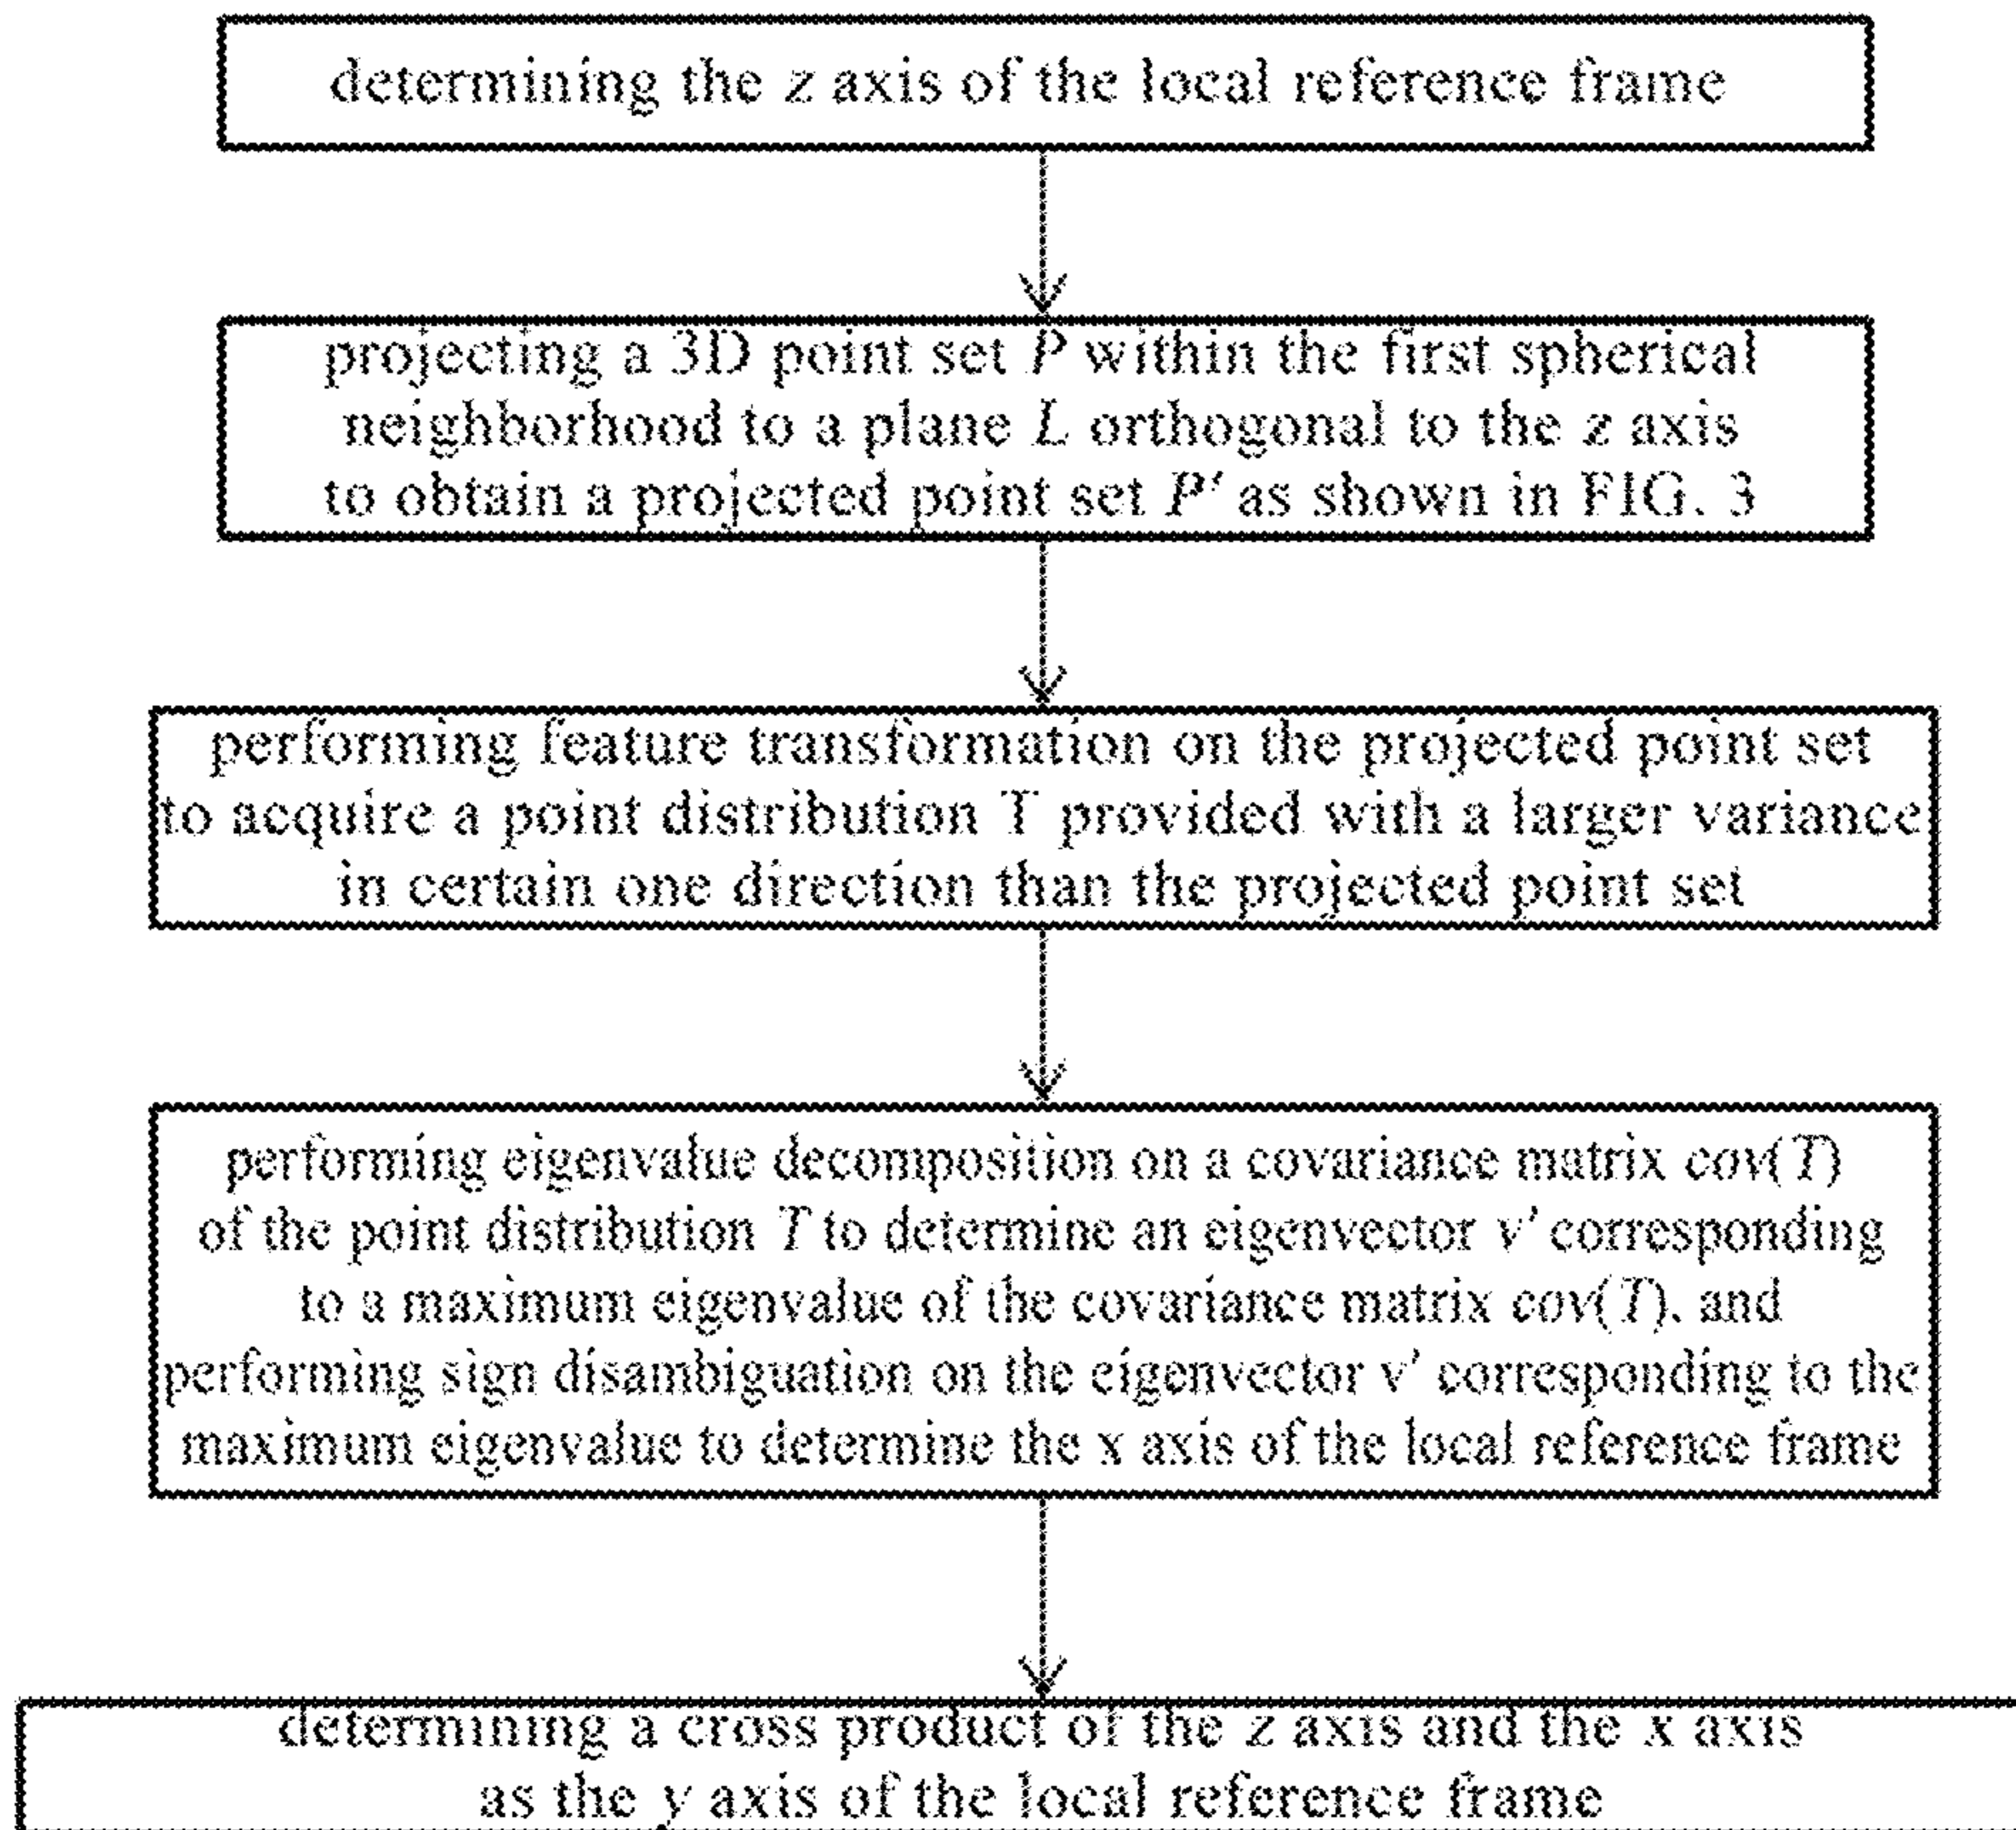 determining the z axis of the local reference frame
projecting a 3D point set P within the first spherical
neighborhood to a plane L orthogonal to the z axis
to obtain a projected point set P' as shown in FIG. 3
performing feature transformation on the projected point set
to acquire a point distribution T provided with a larger variance
in certain one direction than the projected point set
performing eigenvalue decomposition on a covariance matrix cov(T)
of the point distribution T to determine an eigenvector v' corresponding
to a maximum eigenvalue of the covariance matrix cov(T), and
performing sign disambiguation on the eigenvector v' corresponding to the
maximum eigenvalue to determine the x axis of the local reference frame
determining a cross product of the z axis and the x axis
as the y axis of the local reference frame